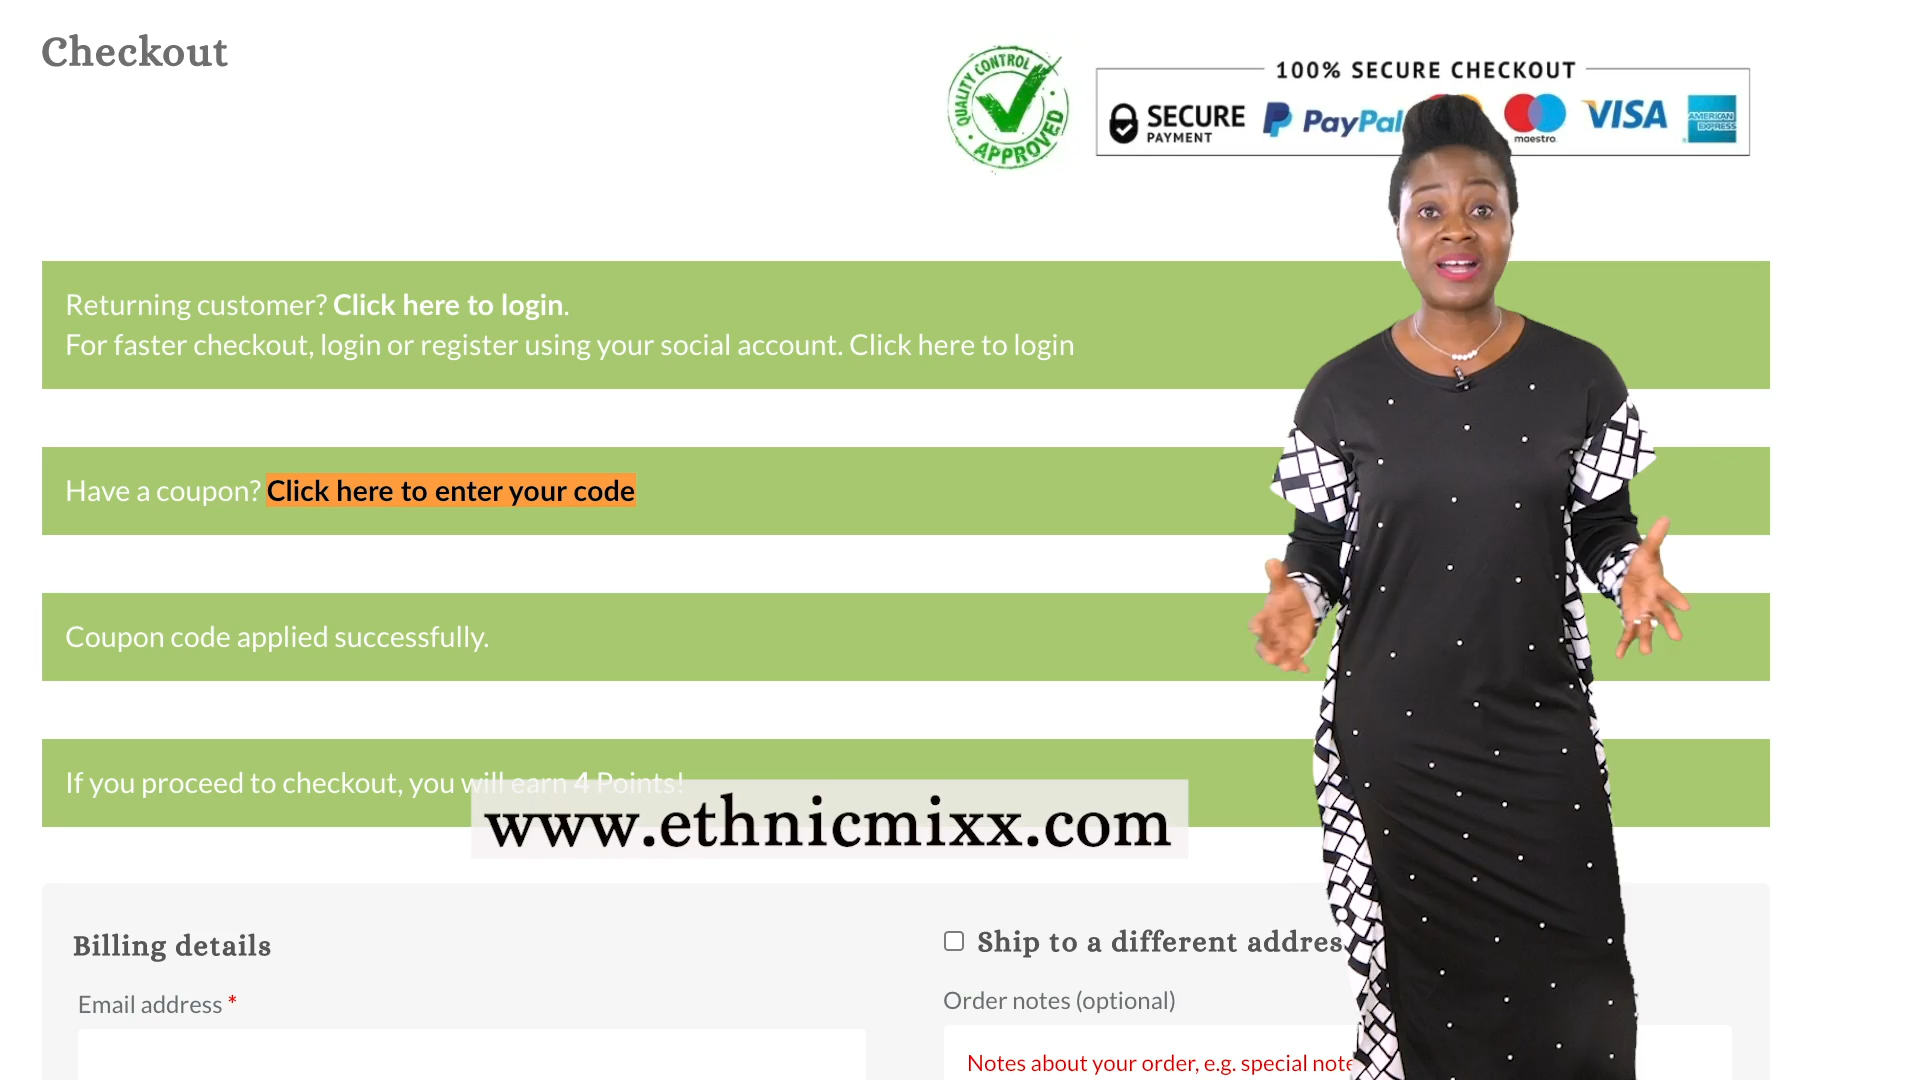 Checkout
QUALITY CONTROL
APPROVED
100% SECURE CHECKOUT
SECURE
PAYMENT
PayPal
maestro
VISA
AMERICAN
EXPRESS
Returning customer? Click here to login.
For faster checkout, login or register using your social account. Click here to login
Have a coupon? Click here to enter your code
Coupon code applied successfully.
If you proceed to checkout, you will earn 4 Points!
www.ethnicmixx.com
Billing details
Ship to a different addres
Email address *
Order notes (optional)
Notes about your order, e.g. special note